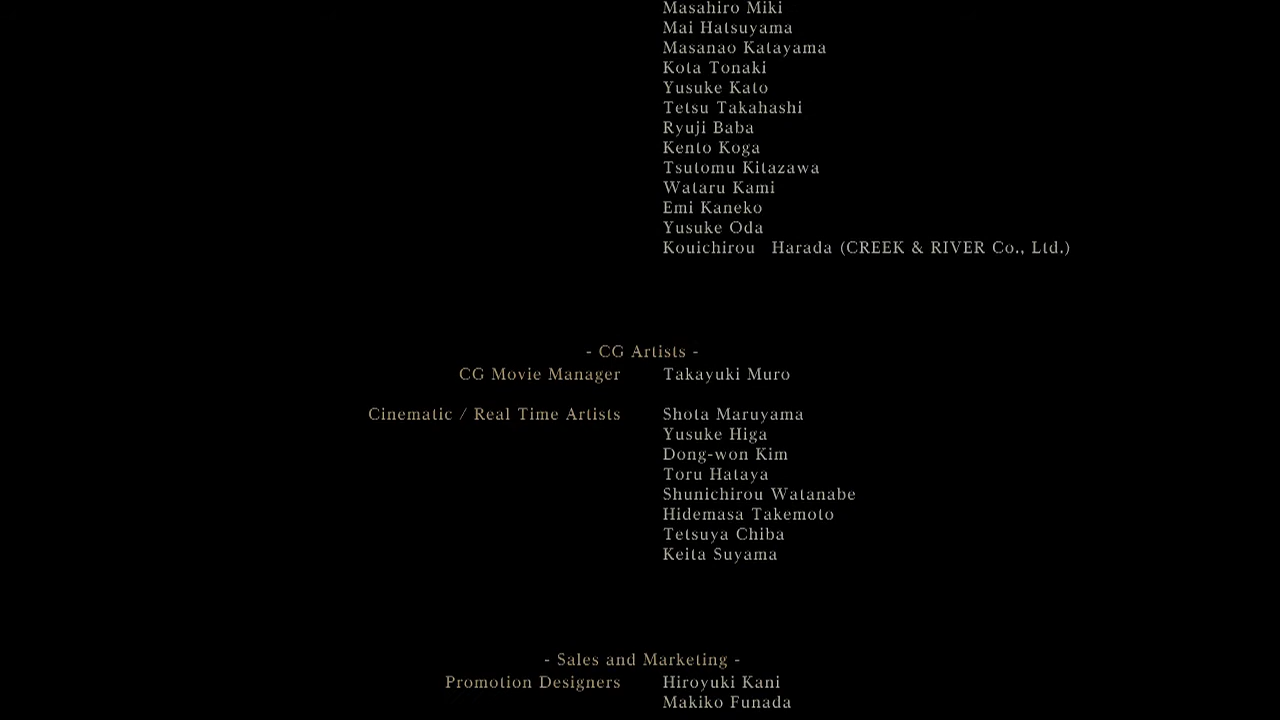 Masahiro Miki
Mai Hatsuyama
Masanao Katayama
Kota Tonaki
Yusuke Kato
Tetsu Takahashi
Ryuji Baba
Kento Koga
Tsutomu Kitazawa
Wataru Kami
Emi Kaneko
Yusuke Oda
Kouichirou Harada (CREEK & RIVER Co., Ltd.)
- CG Artists -
CG Movie Manager Takayuki Muro
Cinematic / Real Time Artists Shota Maruyama
Yusuke Higa
Dong-won Kim
Toru Hataya
Shunichirou Watanabe
Hidemasa Takemoto
Tetsuya Chiba
Keita Suyama
- Sales and Marketing -
Promotion Designers Hiroyuki Kani
Makiko Funada